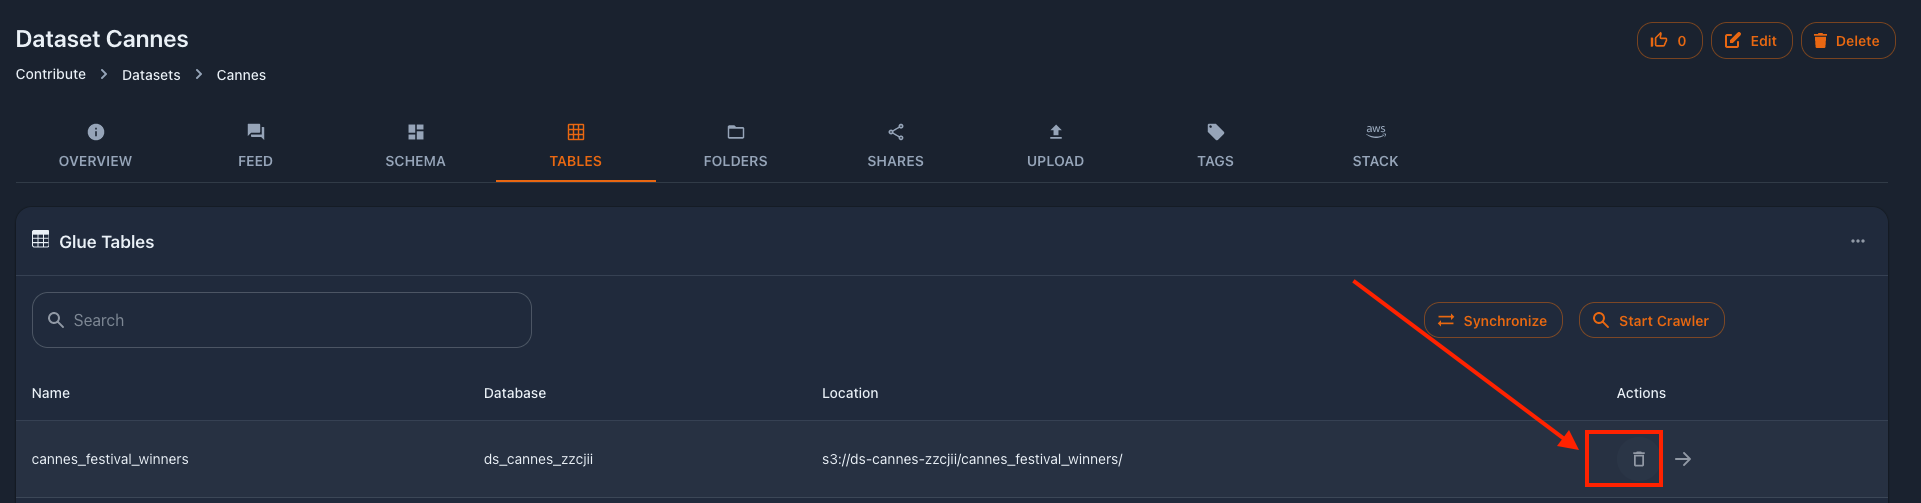 Dataset Cannes
0 Edit Delete
Contribute > Datasets > Cannes
OVERVIEW FEED SCHEMA TABLES FOLDERS SHARES UPLOAD TAGS aws STACK
Glue Tables
Search Synchronize Start Crawler
Name Database Location Actions
cannes_festival_winners ds_cannes_zzcjii s3://ds-cannes-zzcjii/cannes_festival_winners/